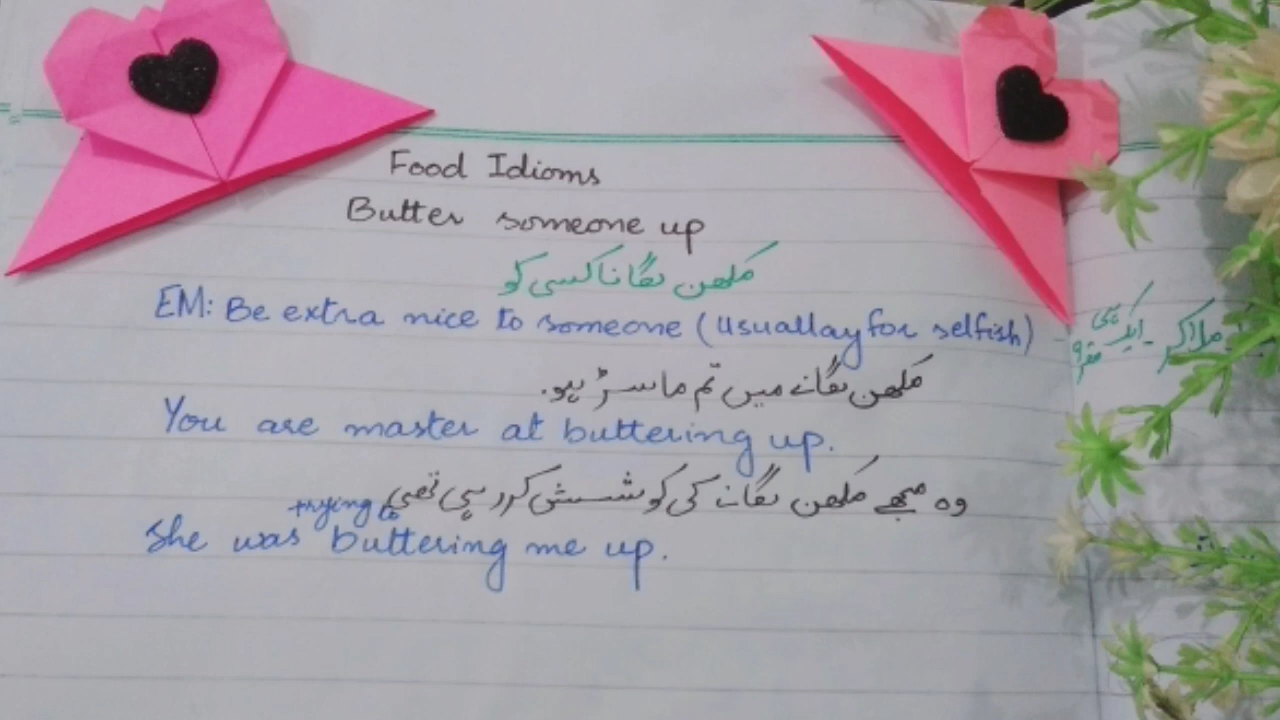 Food Idioms
Butter someone up
مکھن لگانا کسی کو
EM: Be extra nice to someone (usuallay for selfish)
مکھن لگانے میں تم ماسٹر ہو.
You are master at buttering up.
وہ مجھے مکھن لگانے کی کوشش کر رہی تھی
trying to
She was buttering me up.
ملا کر